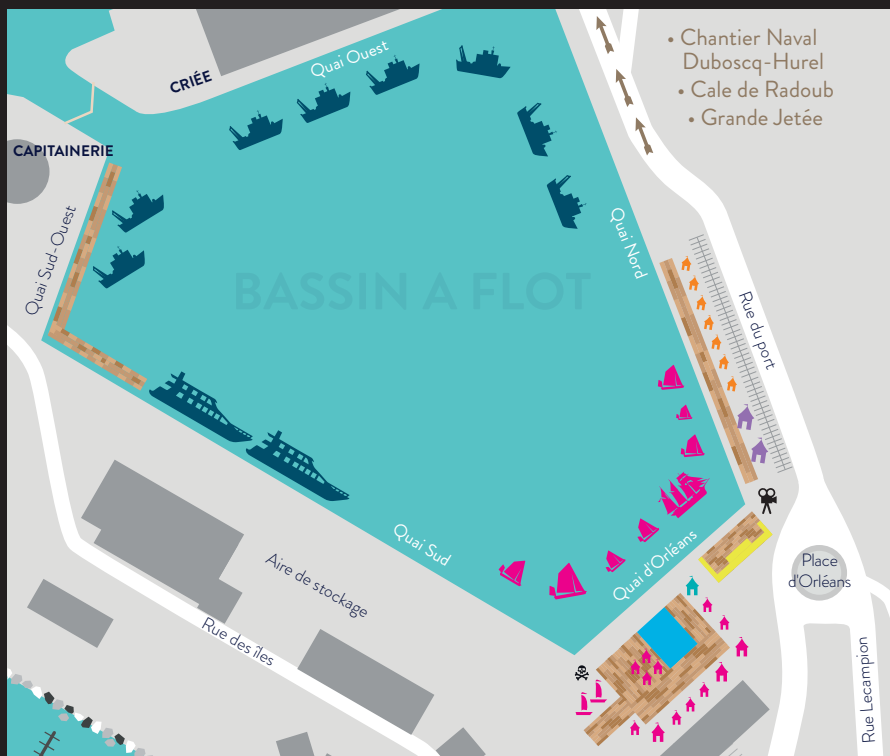 • Chantier Naval
Duboscq-Hurel
• Cale de Radoub
• Grande Jetée
Quai Ouest
CRIÉE
CAPITAINERIE
Quai Sud-Ouest
Quai Nord
BASSIN A FLOT
Rue du port
Quai Sud
Quai d'Orléans
Place
d'Orléans
Aire de stockage
Rue des îles
Rue Lecampion